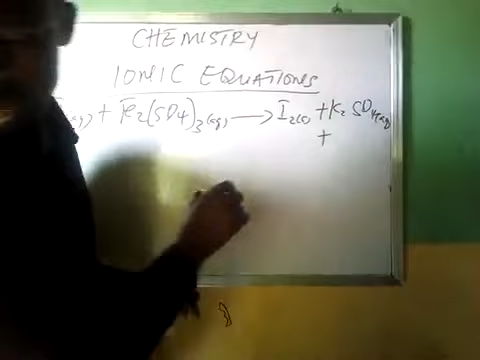 CHEMISTRY
IONIC EQUATIONS
(aq) + Fe2(SO4)3(aq) → I2(s) + K2SO4(aq)
+